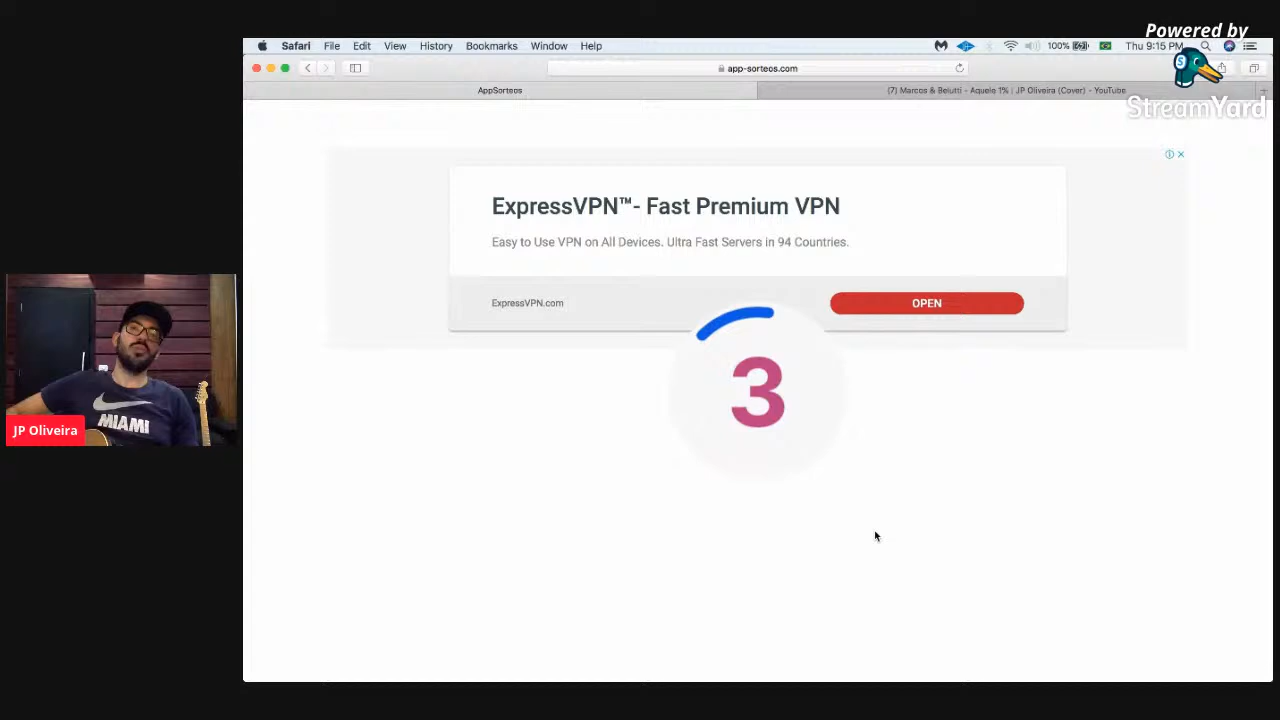 Powered by
StreamYard
Safari File Edit View History Bookmarks Window Help
100% Thu 9:15 PM
app-sorteos.com
AppSorteos
(7) Marcos & Belutti - Aquele 1% | JP Oliveira (Cover) - YouTube
ExpressVPN™- Fast Premium VPN
Easy to Use VPN on All Devices. Ultra Fast Servers in 94 Countries.
ExpressVPN.com
OPEN
3
MIAMI
JP Oliveira